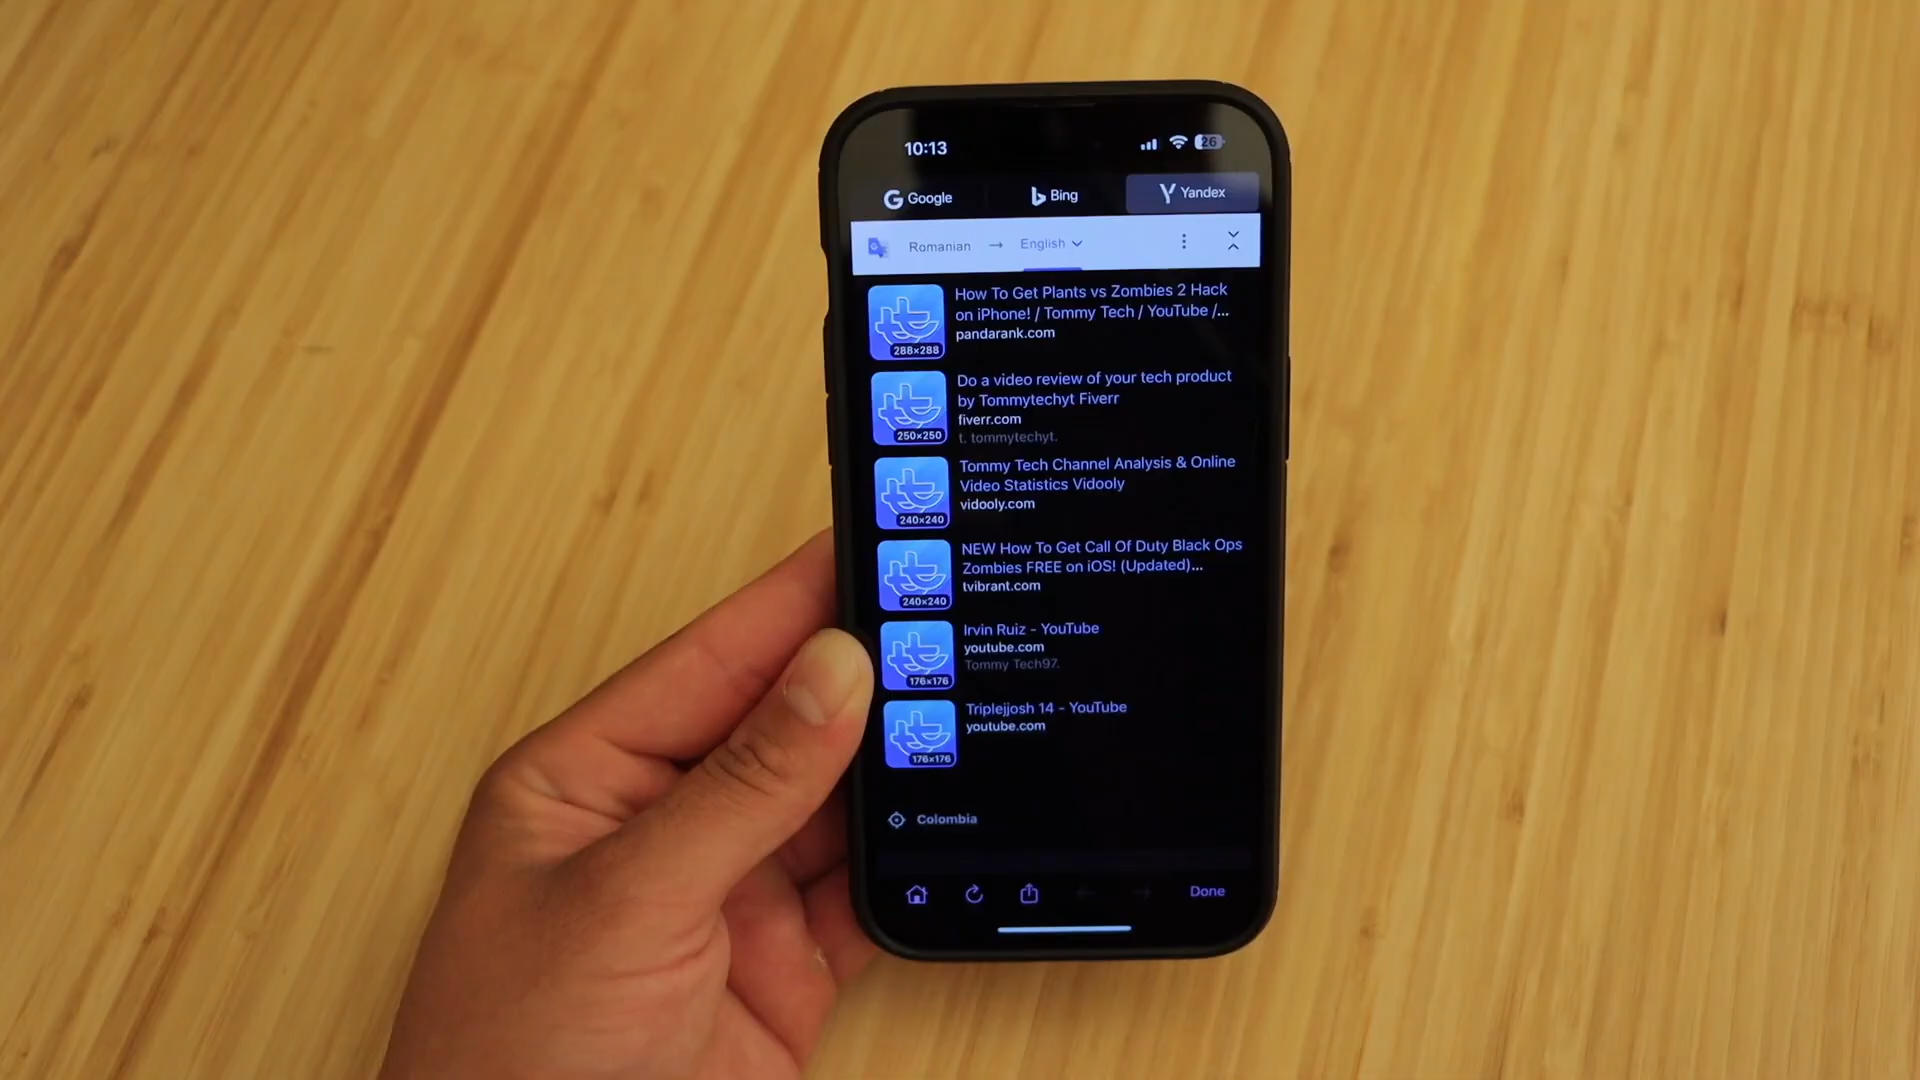 10:13
26
Google
Bing
Yandex
Romanian → English
How To Get Plants vs Zombies 2 Hack
on iPhone! / Tommy Tech / YouTube /...
pandarank.com
288×288
Do a video review of your tech product
by Tommytechyt Fiverr
fiverr.com
t. tommytechyt.
250×250
Tommy Tech Channel Analysis & Online
Video Statistics Vidooly
vidooly.com
240×240
NEW How To Get Call Of Duty Black Ops
Zombies FREE on iOS! (Updated)...
tvibrant.com
240×240
Irvin Ruiz - YouTube
youtube.com
Tommy Tech97.
176×176
Triplejjosh 14 - YouTube
youtube.com
176×176
Colombia
Done